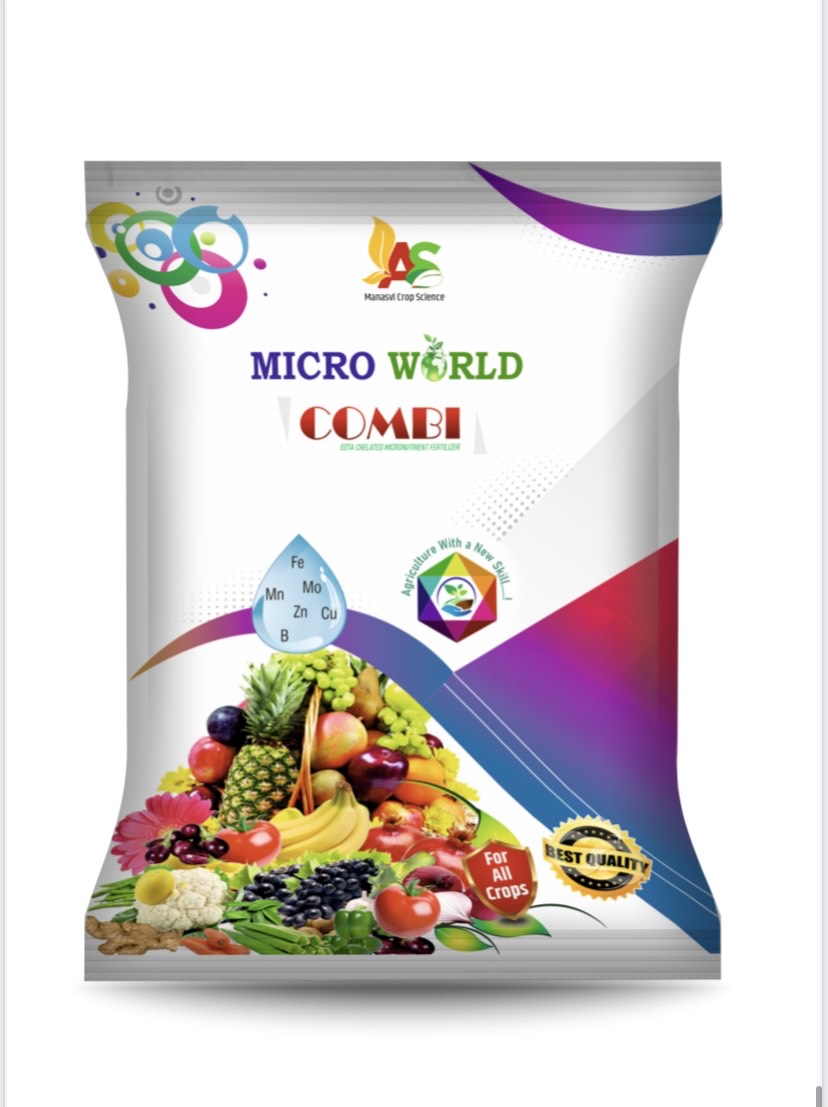 AS
Manasvi Crop Science
MICRO WORLD
COMBI
EDTA CHELATED MICRONUTRIENT FERTILIZER
Agriculture With a New Skill....!
Fe
Mo
Mn
Zn Cu
B
BEST QUALITY
For
All
Crops